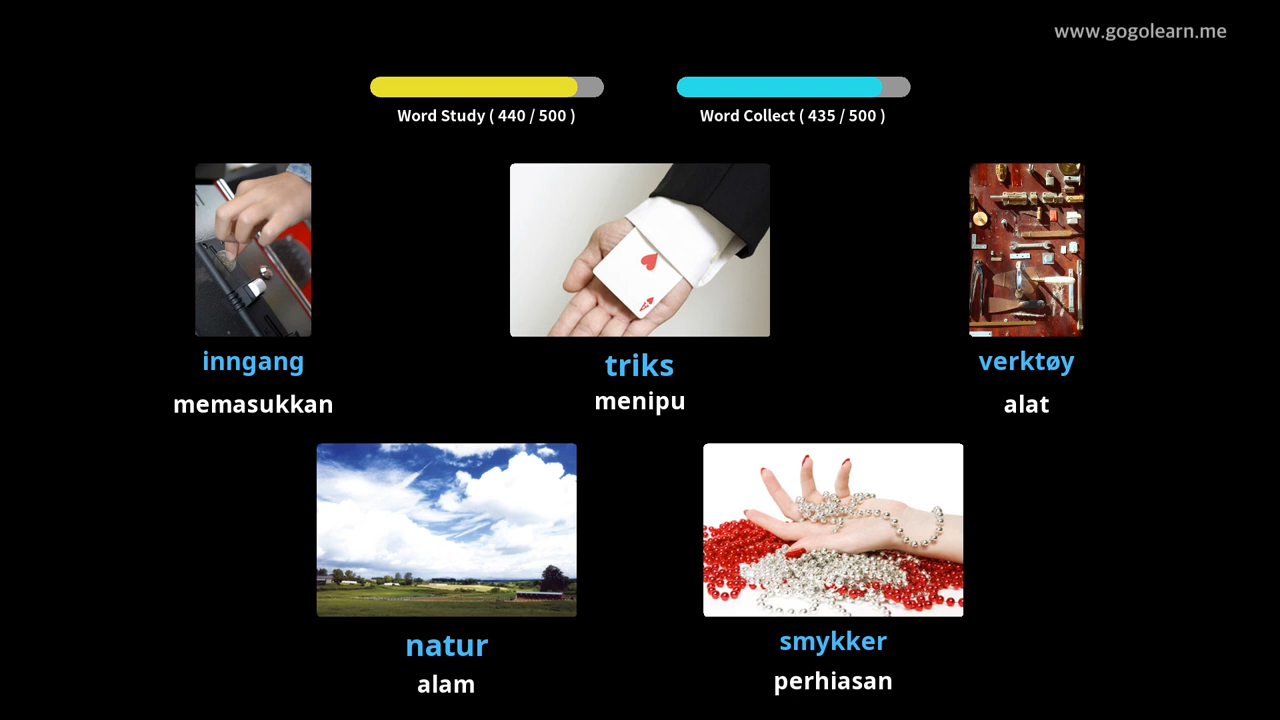 www.gogolearn.me
Word Study ( 440 / 500 )
Word Collect ( 435 / 500 )
inngang
memasukkan
triks
menipu
verktøy
alat
natur
alam
smykker
perhiasan